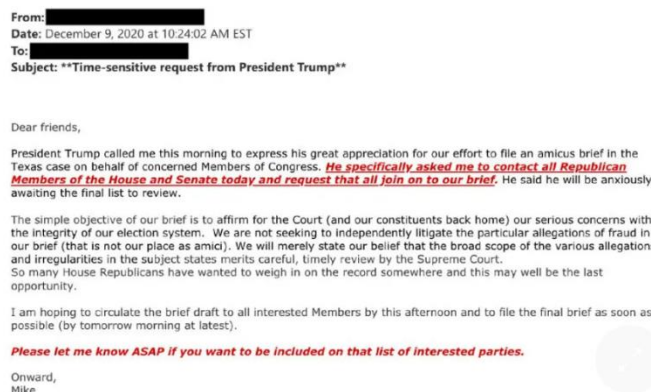 From:
Date: December 9, 2020 at 10:24:02 AM EST
To:
Subject: **Time-sensitive request from President Trump**
Dear friends,
President Trump called me this morning to express his great appreciation for our effort to file an amicus brief in the
Texas case on behalf of concerned Members of Congress. He specifically asked me to contact all Republican
Members of the House and Senate today and request that all join on to our brief. He said he will be anxiously
awaiting the final list to review.
The simple objective of our brief is to affirm for the Court (and our constituents back home) our serious concerns with
the integrity of our election system. We are not seeking to independently litigate the particular allegations of fraud in
our brief (that is not our place as amici). We will merely state our belief that the broad scope of the various allegation
and irregularities in the subject states merits careful, timely review by the Supreme Court.
So many House Republicans have wanted to weigh in on the record somewhere and this may well be the last
opportunity.
I am hoping to circulate the brief draft to all interested Members by this afternoon and to file the final brief as soon as
possible (by tomorrow morning at latest).
Please let me know ASAP if you want to be included on that list of interested parties.
Onward,
Mike